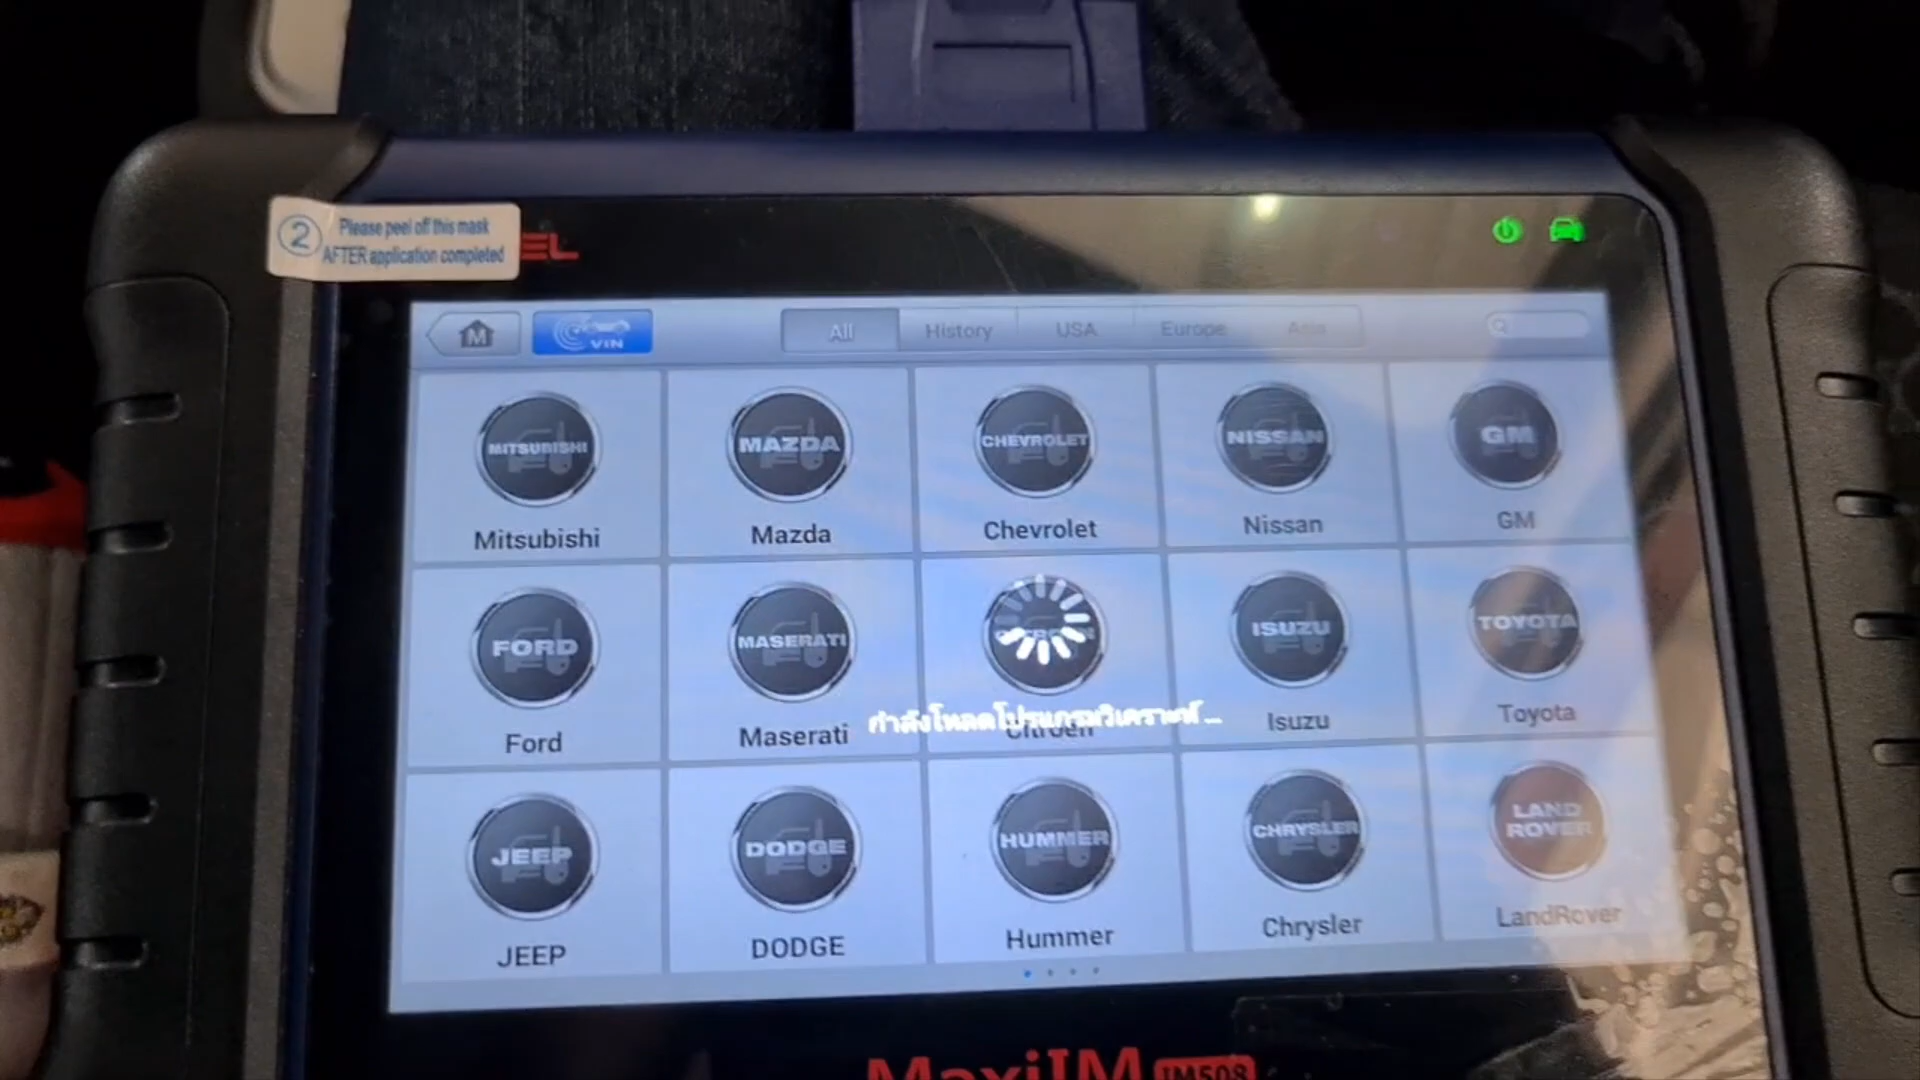 2 Please peel off this mask
AFTER application completed
EL
M VIN All History USA Europe Asia
MITSUBISHI MAZDA CHEVROLET NISSAN GM
Mitsubishi Mazda Chevrolet Nissan GM
FORD MASERATI ISUZU TOYOTA
Ford Maserati Citroen Isuzu Toyota
กำลังโหลดโปรแกรมวิเคราะห์ ...
JEEP DODGE HUMMER CHRYSLER LAND ROVER
JEEP DODGE Hummer Chrysler LandRover
MaxiIM IM508